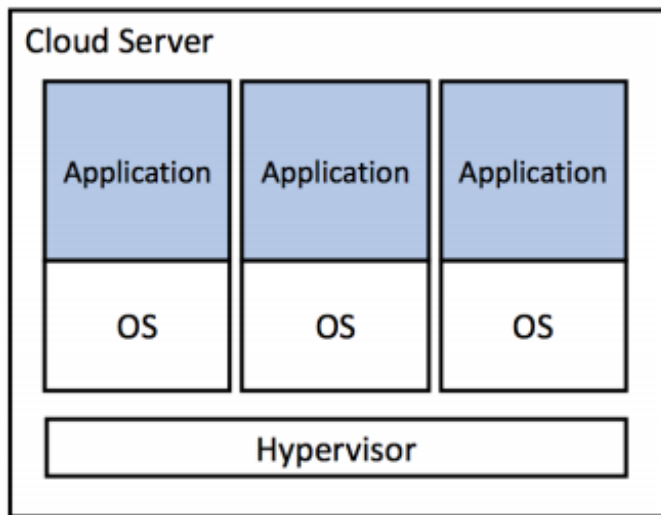 Cloud Server
Application Application Application
OS OS OS
Hypervisor